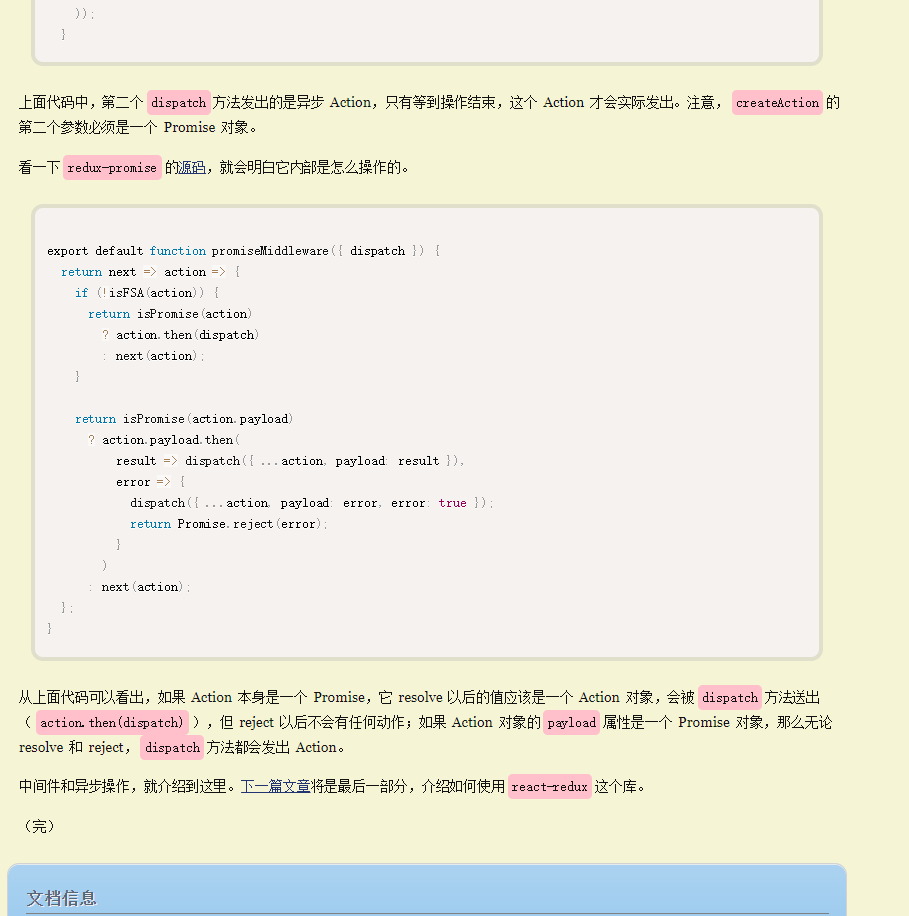 ));
}
上面代码中，第二个 dispatch 方法发出的是异步 Action，只有等到操作结束，这个 Action 才会实际发出。注意， createAction 的
第二个参数必须是一个 Promise 对象。
看一下 redux-promise 的源码，就会明白它内部是怎么操作的。
export default function promiseMiddleware({ dispatch }) {
return next => action => {
if (!isFSA(action)) {
return isPromise(action)
? action.then(dispatch)
: next(action);
}
return isPromise(action.payload)
? action.payload.then(
result => dispatch({ ...action, payload: result }),
error => {
dispatch({ ...action, payload: error, error: true });
return Promise.reject(error);
}
)
: next(action);
};
}
从上面代码可以看出，如果 Action 本身是一个 Promise，它 resolve 以后的值应该是一个 Action 对象，会被 dispatch 方法送出
（ action.then(dispatch) ），但 reject 以后不会有任何动作；如果 Action 对象的 payload 属性是一个 Promise 对象，那么无论
resolve 和 reject， dispatch 方法都会发出 Action。
中间件和异步操作，就介绍到这里。下一篇文章将是最后一部分，介绍如何使用 react-redux 这个库。
（完）
文档信息